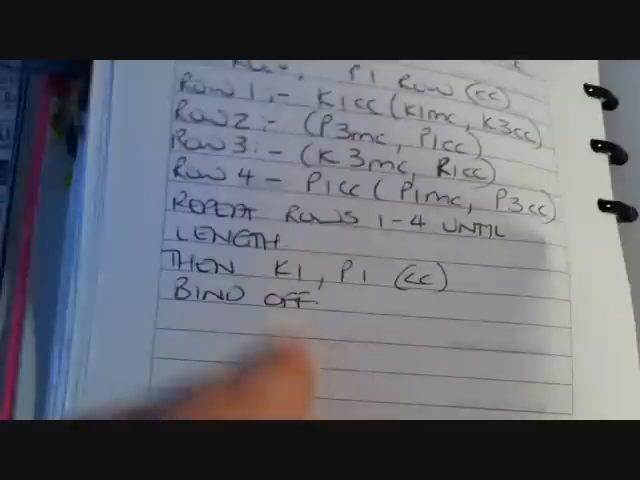 P1 ROW (CC)
ROW 1:- K1CC (K1MC, K3CC)
ROW 2:- (P3MC, P1CC)
ROW 3:- (K3MC, R1CC)
ROW 4 - P1CC (P1MC, P3CC)
REPEAT ROWS 1-4 UNTIL
LENGTH
THEN K1, P1 (CC)
BIND OFF.